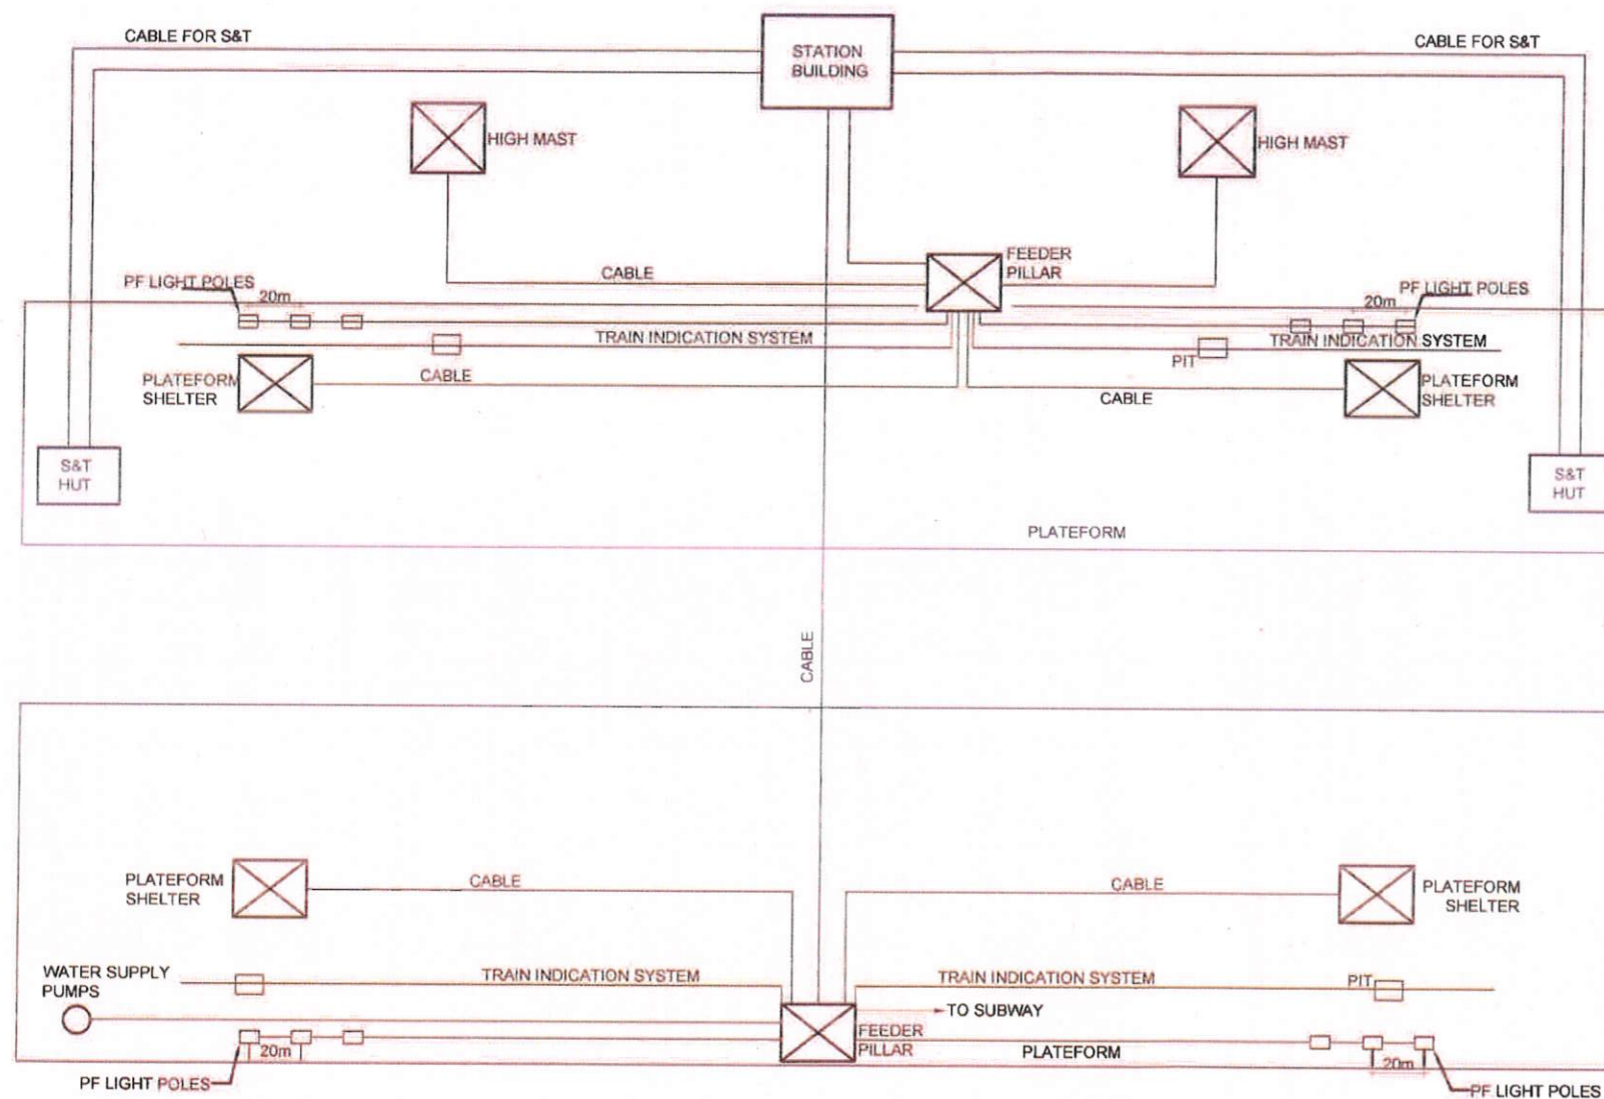 CABLE FOR S&T
STATION
BUILDING
CABLE FOR S&T
HIGH MAST
HIGH MAST
FEEDER
PILLAR
CABLE
PF LIGHT POLES
20m
PF LIGHT POLES
20m
TRAIN INDICATION SYSTEM
TRAIN INDICATION SYSTEM
PIT
PLATEFORM
SHELTER
CABLE
CABLE
PLATEFORM
SHELTER
S&T
HUT
S&T
HUT
PLATEFORM
CABLE
PLATEFORM
SHELTER
CABLE
CABLE
PLATEFORM
SHELTER
WATER SUPPLY
PUMPS
TRAIN INDICATION SYSTEM
TRAIN INDICATION SYSTEM
PIT
TO SUBWAY
FEEDER
PILLAR
PLATEFORM
20m
20m
PF LIGHT POLES
PF LIGHT POLES